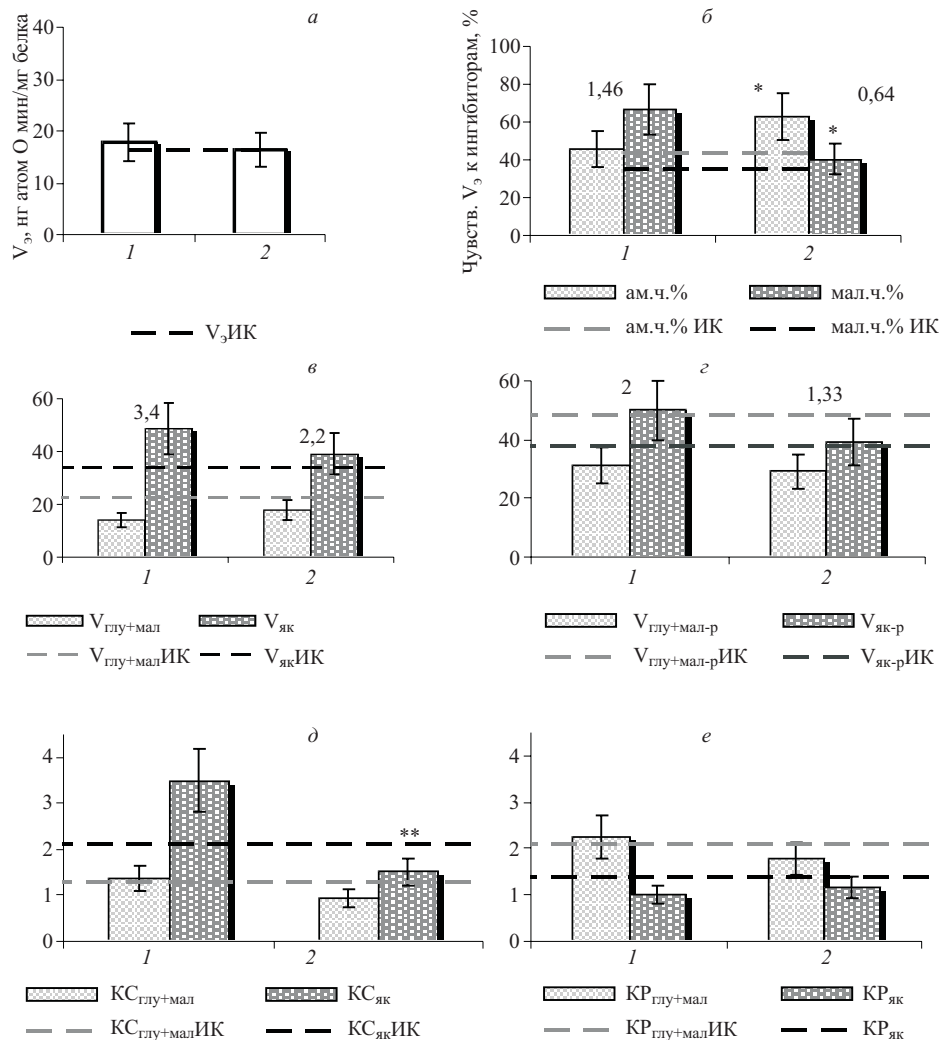 а
Vэ, нг атом О мин/мг белка
40
30
20
10
0
1 2
VэИК
б
Чувств. Vэ к ингибиторам, %
100
80
60
40
20
0
1,46
*
*
0,64
1 2
ам.ч.% мал.ч.%
ам.ч.% ИК мал.ч.% ИК
в
60
40
20
0
3,4
2,2
1 2
Vглу+мал Vяк
Vглу+малИК VякИК
г
60
40
20
0
2
1,33
1 2
Vглу+мал-р Vяк-р
Vглу+мал-рИК Vяк-рИК
д
4
3
2
1
0
**
1 2
КСглу+мал КСяк
КСглу+малИК КСякИК
е
4
3
2
1
0
1 2
КРглу+мал КРяк
КРглу+малИК КРяк